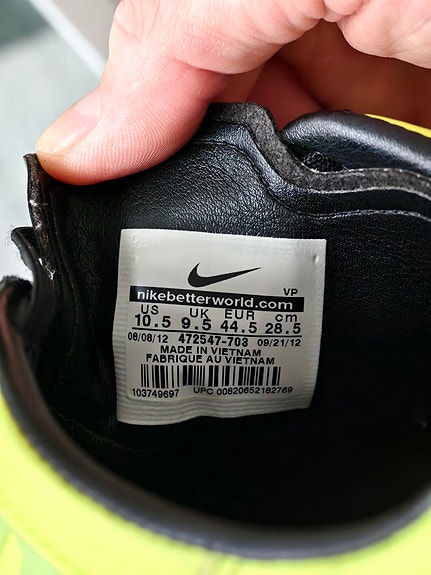 VP
nikebetterworld.com
US UK EUR cm
10.5 9.5 44.5 28.5
08/08/12 472547-703 09/21/12
MADE IN VIETNAM
FABRIQUE AU VIETNAM
103749697 UPC 00820652182769